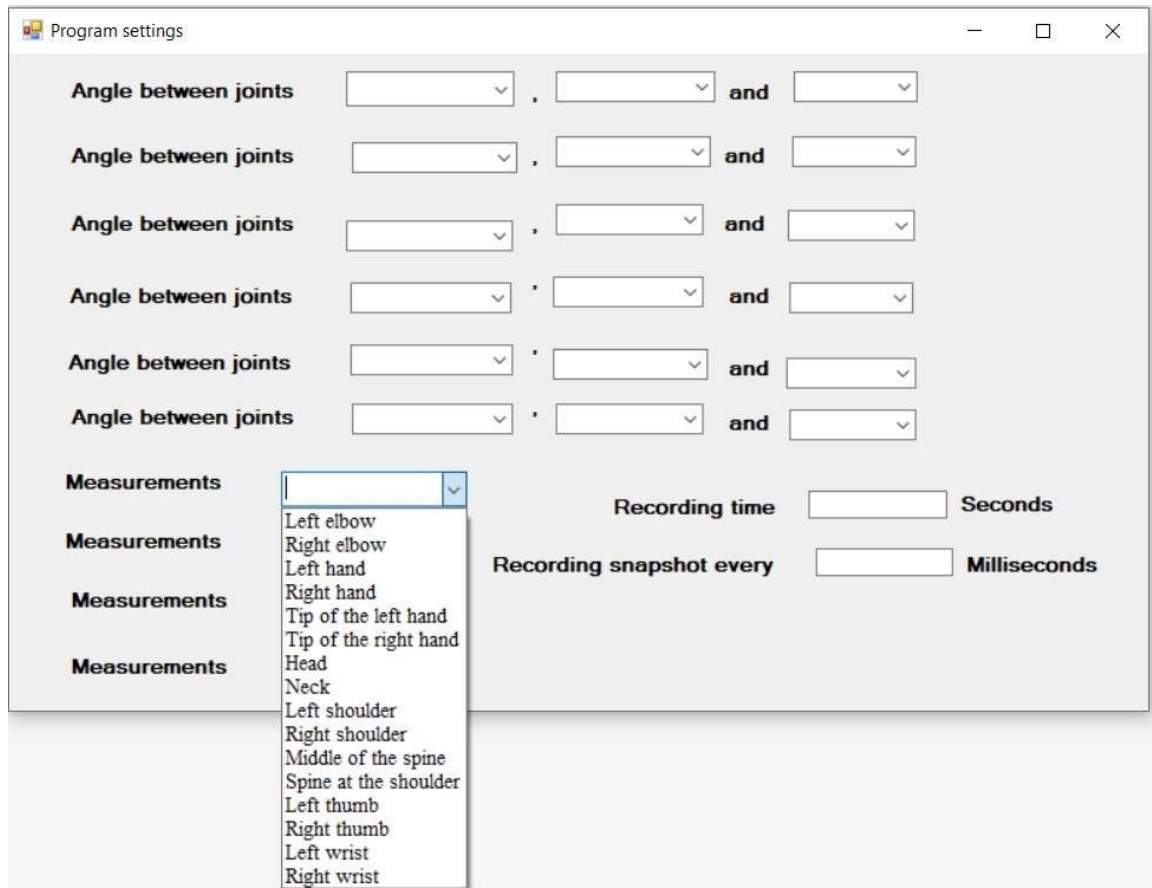 Program settings
Angle between joints , and
Angle between joints , and
Angle between joints , and
Angle between joints , and
Angle between joints , and
Angle between joints , and
Measurements
Recording time Seconds
Measurements
Recording snapshot every Milliseconds
Measurements
Measurements
Left elbow
Right elbow
Left hand
Right hand
Tip of the left hand
Tip of the right hand
Head
Neck
Left shoulder
Right shoulder
Middle of the spine
Spine at the shoulder
Left thumb
Right thumb
Left wrist
Right wrist